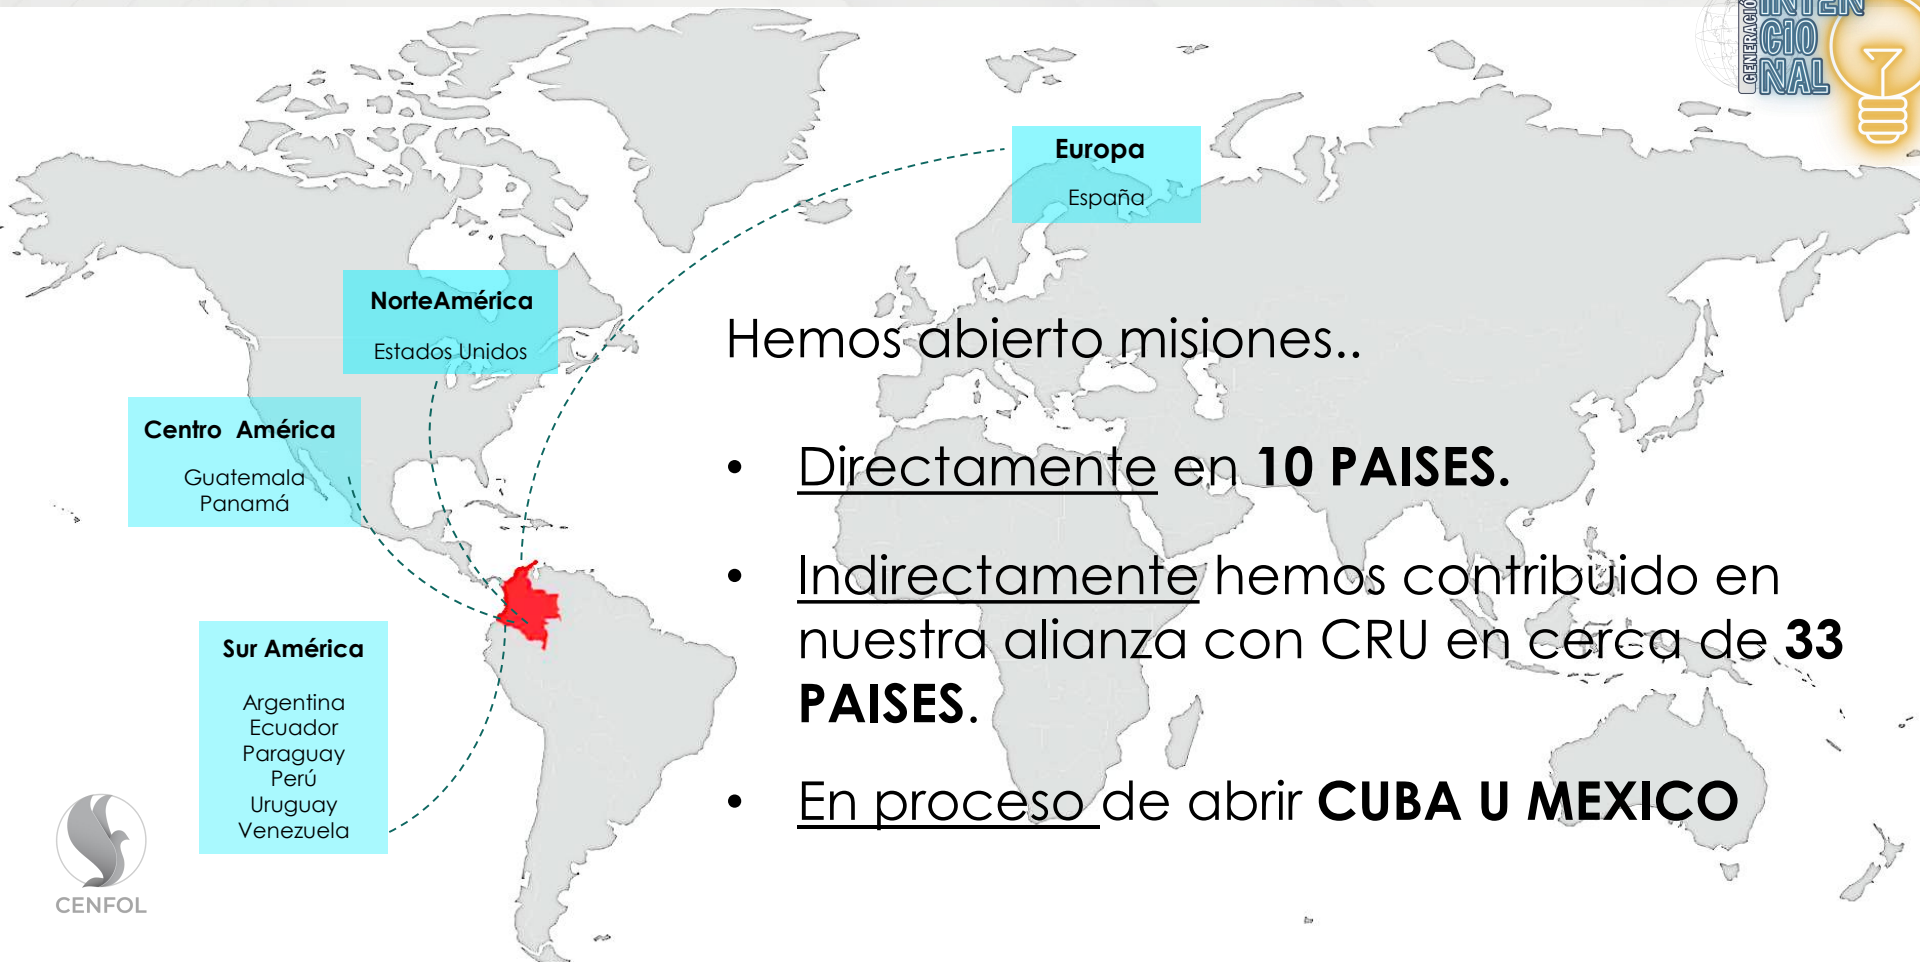 GENERACIÓ
INTEN
CIO
NAL
Europa
España
NorteAmérica
Estados Unidos
Centro América
Guatemala
Panamá
Sur América
Argentina
Ecuador
Paraguay
Perú
Uruguay
Venezuela
Hemos abierto misiones..
• Directamente en 10 PAISES.
• Indirectamente hemos contribuido en
nuestra alianza con CRU en cerca de 33
PAISES.
• En proceso de abrir CUBA U MEXICO
CENFOL